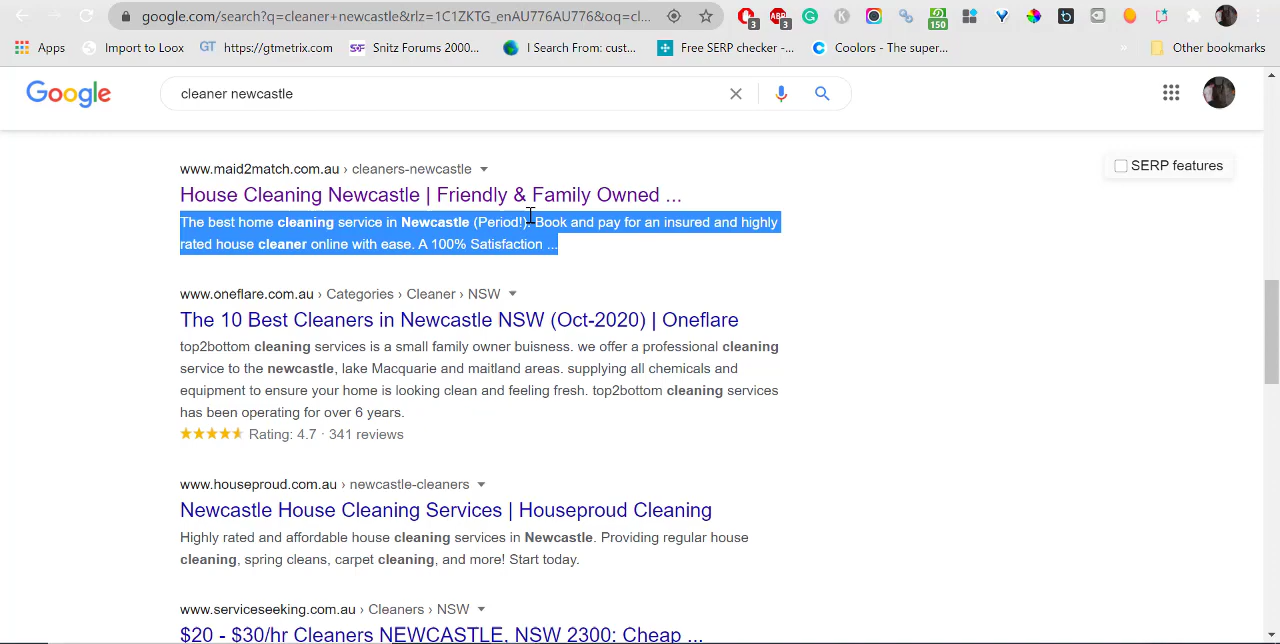 google.com/search?q=cleaner+newcastle&rlz=1C1ZKTG_enAU776AU776&oq=cl...
3
ABP
3
G
K
150
Apps
Import to Loox
GT
https://gtmetrix.com
S/F
Snitz Forums 2000...
I Search From: cust...
Free SERP checker -...
C
Coolors - The super...
»
Other bookmarks
Google
cleaner newcastle
www.maid2match.com.au › cleaners-newcastle
SERP features
House Cleaning Newcastle | Friendly & Family Owned ...
The best home cleaning service in Newcastle (Period!). Book and pay for an insured and highly
rated house cleaner online with ease. A 100% Satisfaction ...
www.oneflare.com.au › Categories › Cleaner › NSW
The 10 Best Cleaners in Newcastle NSW (Oct-2020) | Oneflare
top2bottom cleaning services is a small family owner buisness. we offer a professional cleaning
service to the newcastle, lake Macquarie and maitland areas. supplying all chemicals and
equipment to ensure your home is looking clean and feeling fresh. top2bottom cleaning services
has been operating for over 6 years.
Rating: 4.7 · 341 reviews
www.houseproud.com.au › newcastle-cleaners
Newcastle House Cleaning Services | Houseproud Cleaning
Highly rated and affordable house cleaning services in Newcastle. Providing regular house
cleaning, spring cleans, carpet cleaning, and more! Start today.
www.serviceseeking.com.au › Cleaners › NSW
$20 - $30/hr Cleaners NEWCASTLE, NSW 2300: Cheap ...